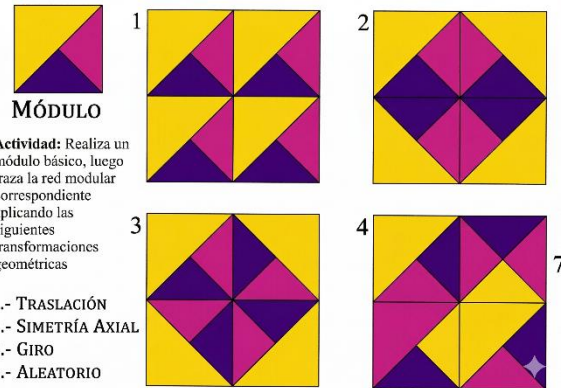 MÓDULO
Actividad: Realiza un
módulo básico, luego
traza la red modular
correspondiente
aplicando las
siguientes
transformaciones
geométricas
.- TRASLACIÓN
.- SIMETRÍA AXIAL
.- GIRO
.- ALEATORIO
1
2
3
4
7